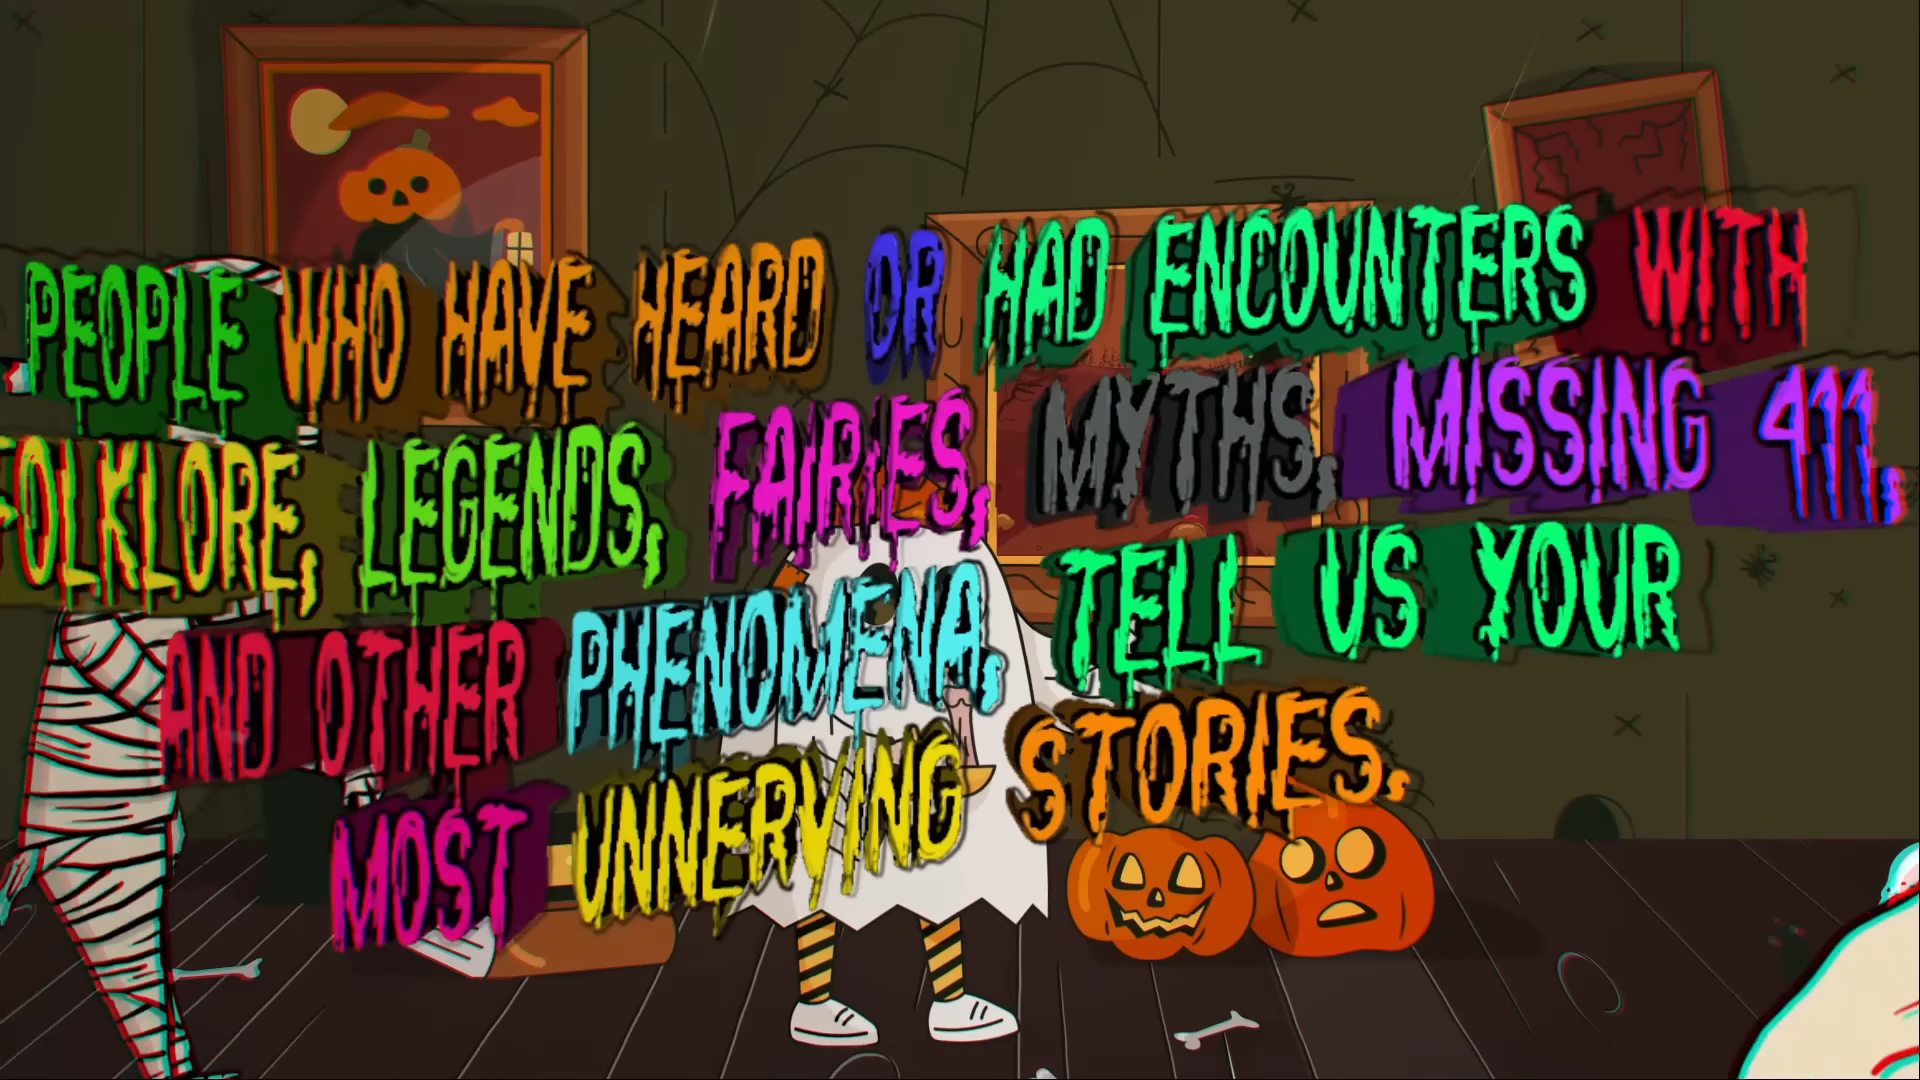 PEOPLE WHO HAVE HEARD OR HAD ENCOUNTERS WITH
FOLKLORE, LEGENDS, FAIRIES, MYTHS, MISSING 411,
AND OTHER PHENOMENA, TELL US YOUR
MOST UNNERVING STORIES.